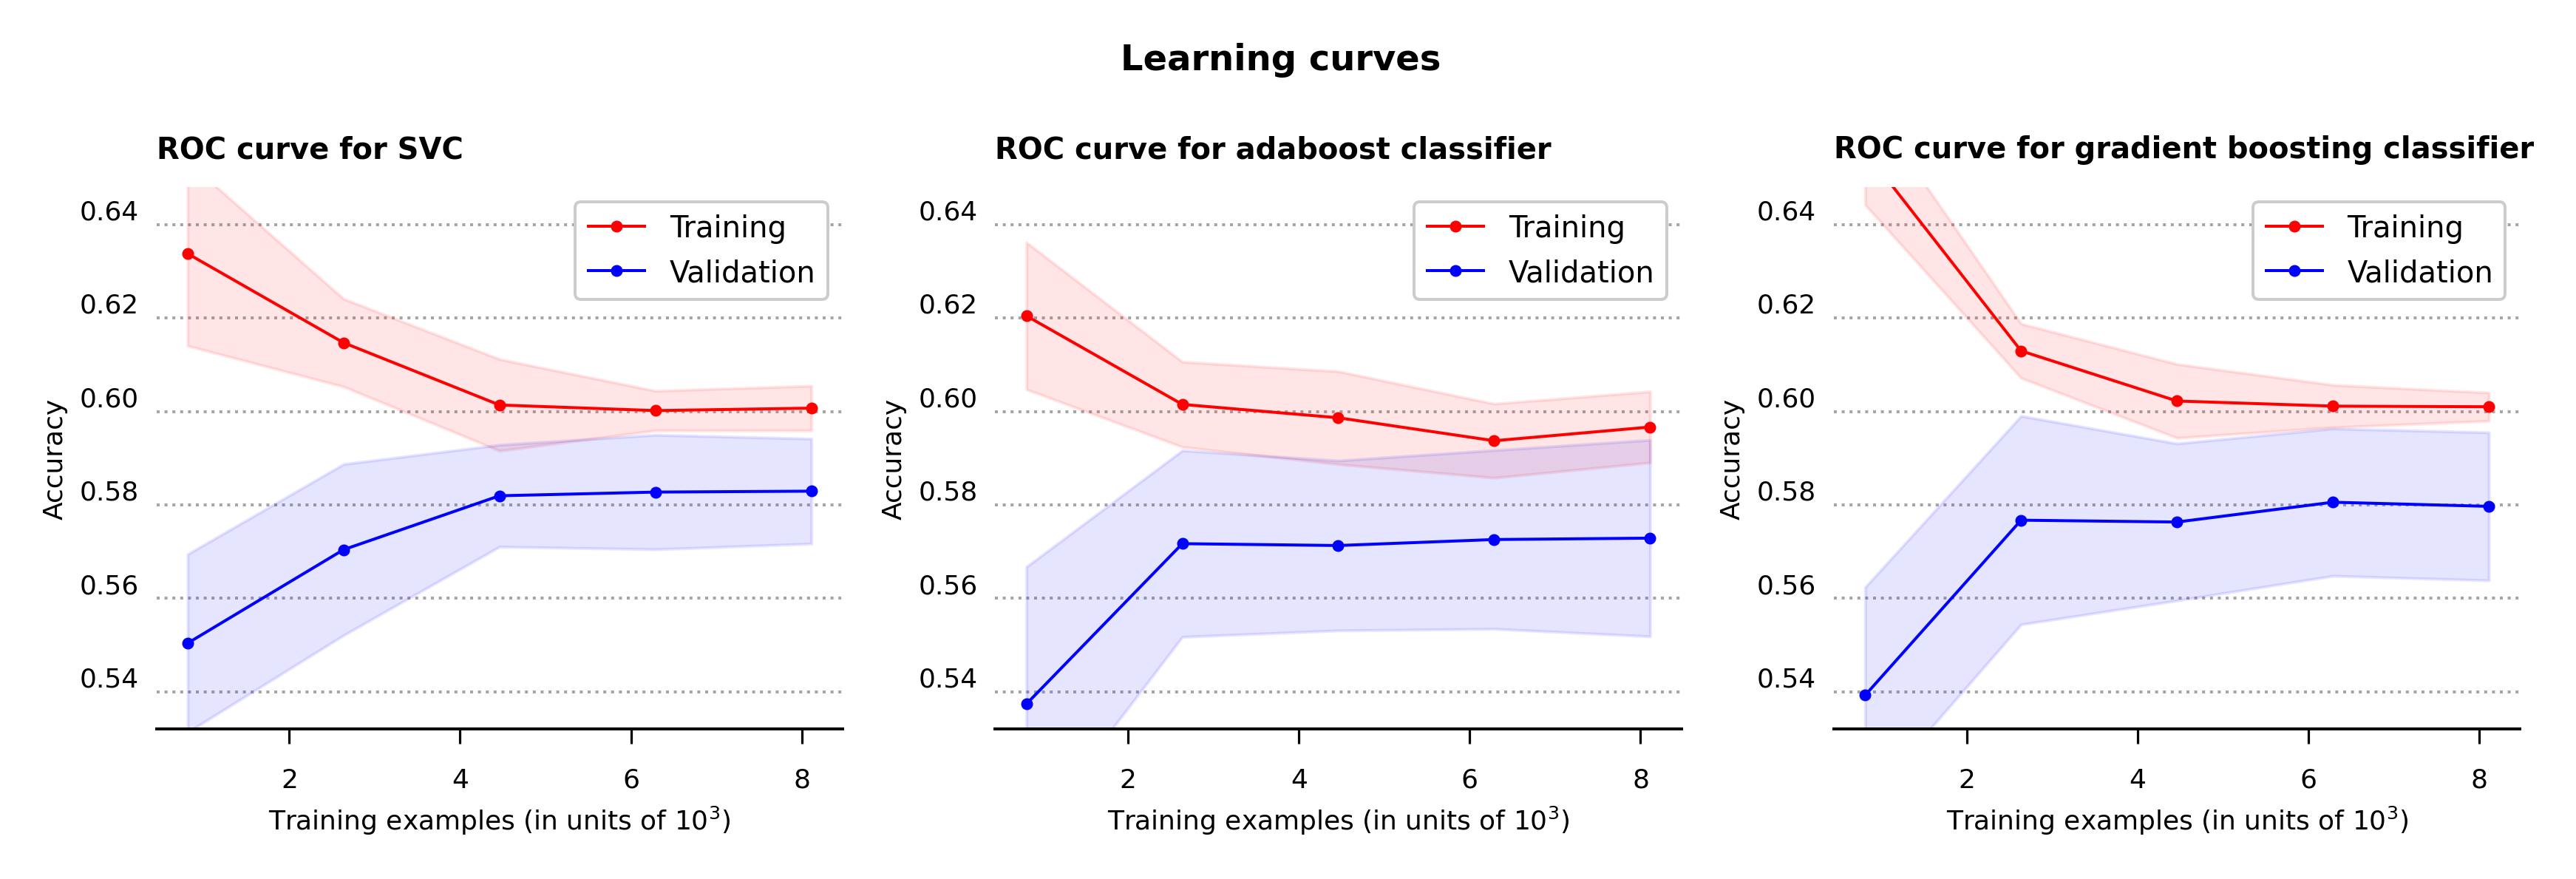 Learning curves
ROC curve for SVC
0.64
0.62
0.60
0.58
0.56
0.54
Accuracy
Training
Validation
2 4 6 8
Training examples (in units of 10³)
ROC curve for adaboost classifier
0.64
0.62
0.60
0.58
0.56
0.54
Accuracy
Training
Validation
2 4 6 8
Training examples (in units of 10³)
ROC curve for gradient boosting classifier
0.64
0.62
0.60
0.58
0.56
0.54
Accuracy
Training
Validation
2 4 6 8
Training examples (in units of 10³)